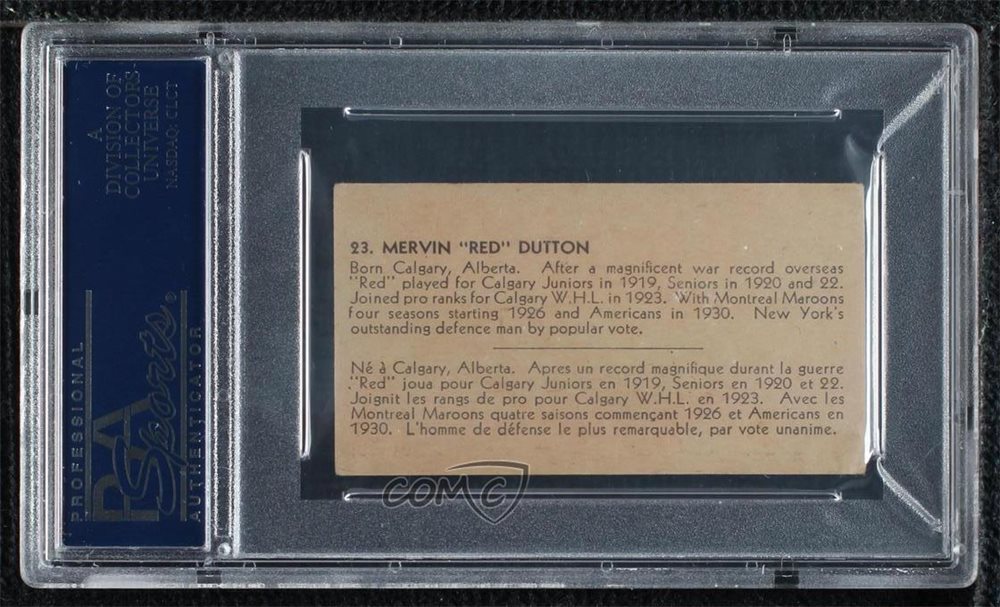 A
DIVISION OF
COLLECTORS
UNIVERSE
NASDAQ: CLCT
PROFESSIONAL
PSA
Sports®
AUTHENTICATOR
23. MERVIN "RED" DUTTON
Born Calgary, Alberta. After a magnificent war record overseas
"Red" played for Calgary Juniors in 1919, Seniors in 1920 and 22.
Joined pro ranks for Calgary W.H.L. in 1923. With Montreal Maroons
four seasons starting 1926 and Americans in 1930. New York's
outstanding defence man by popular vote.
Né à Calgary, Alberta. Apres un record magnifique durant la guerre
"Red" joua pour Calgary Juniors en 1919, Seniors en 1920 et 22.
Joignit les rangs de pro pour Calgary W.H.L. en 1923. Avec les
Montreal Maroons quatre saisons commençant 1926 et Americans en
1930. L'homme de défense le plus remarquable, par vote unanime.
COMC